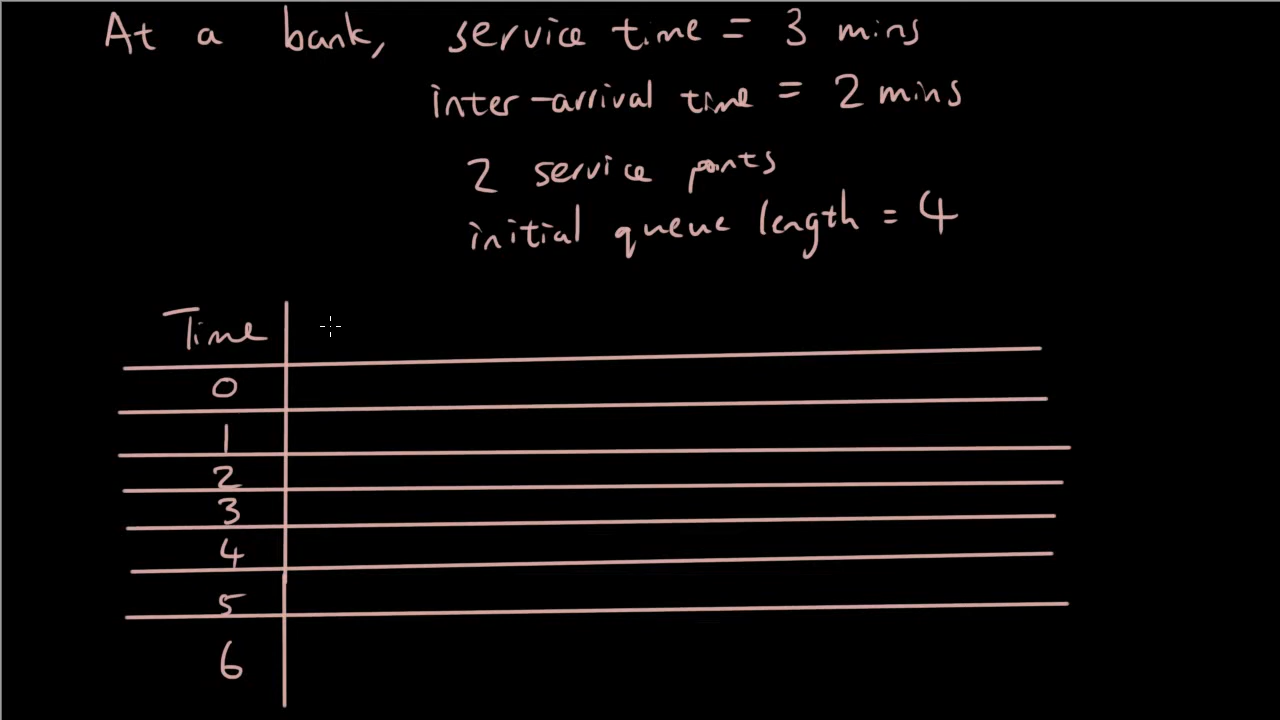 At a bank, service time = 3 mins
inter-arrival time = 2 mins
2 service points
initial queue length = 4
Time
0
1
2
3
4
5
6